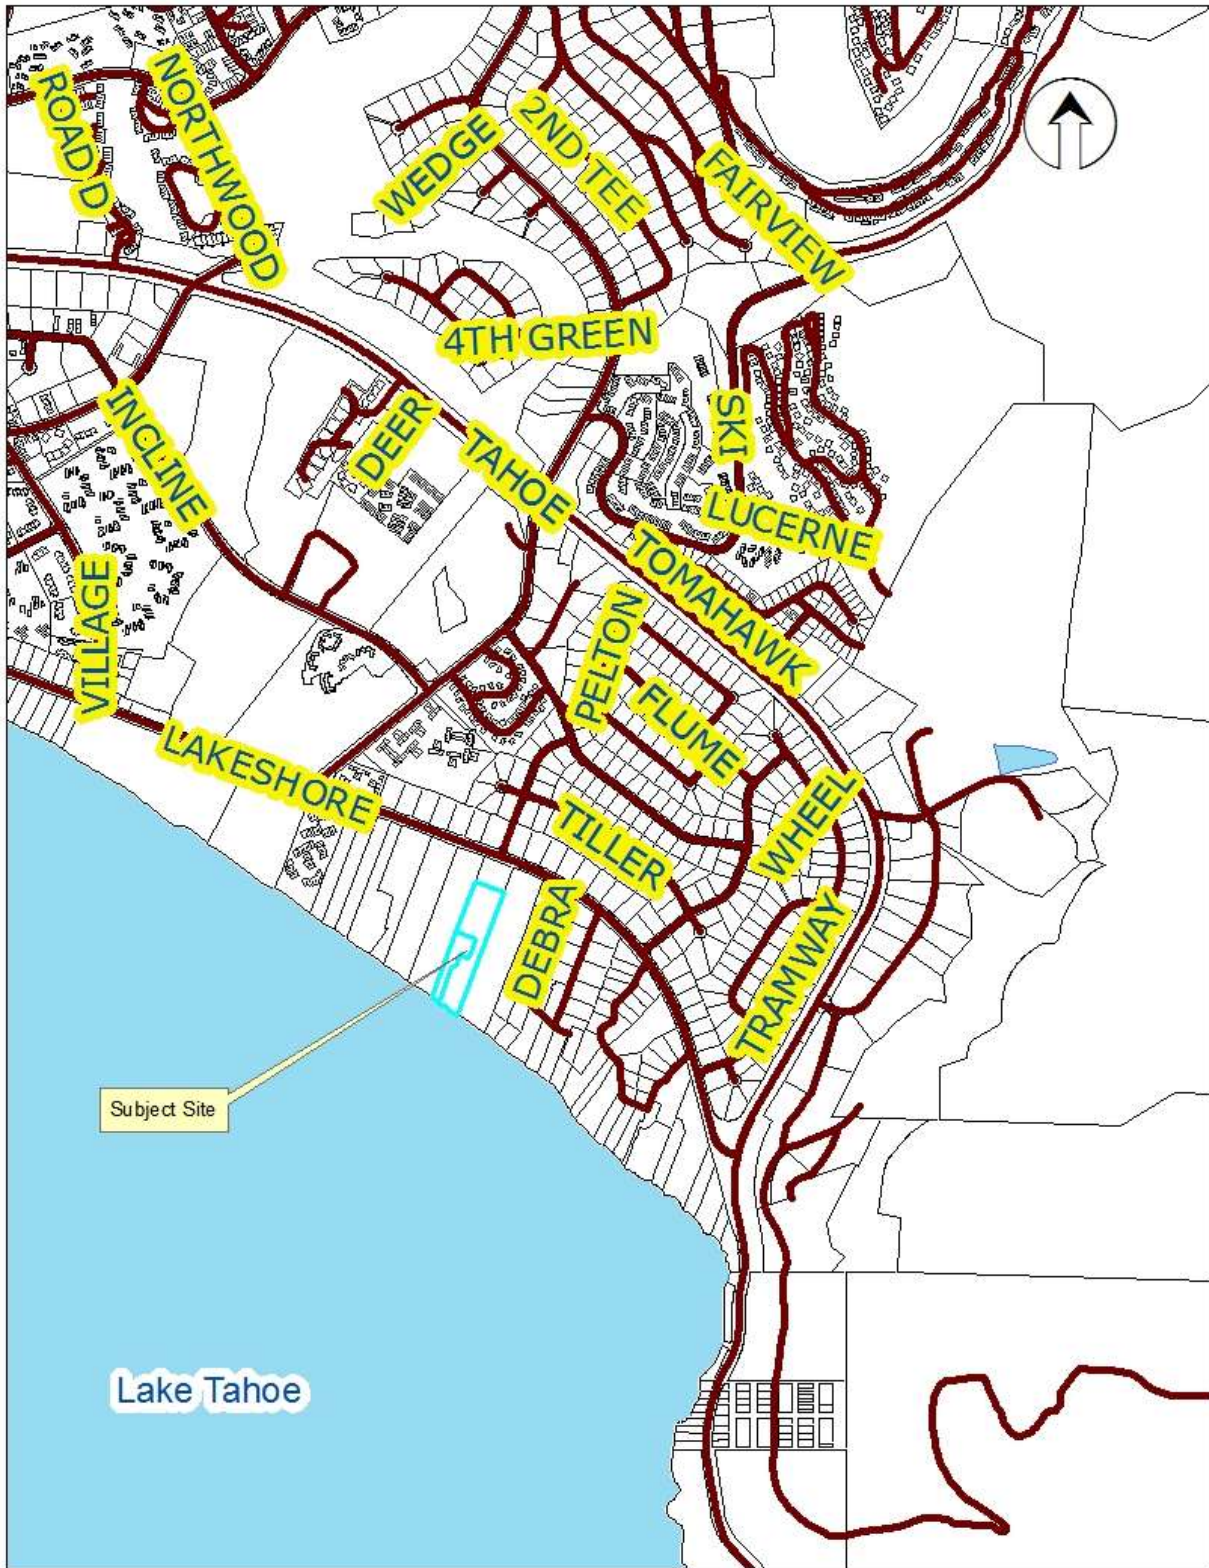 ROAD D
NORTHWOOD
WEDGE
2ND TEE
FAIRVIEW
4TH GREEN
INCLINE
DEER
TAHOE
SKI
LUCERNE
TOMAHAWK
VILLAGE
PELTON
FLUME
LAKESHORE
TILLER
WHEEL
DEBRA
TRAMWAY
Subject Site
Lake Tahoe